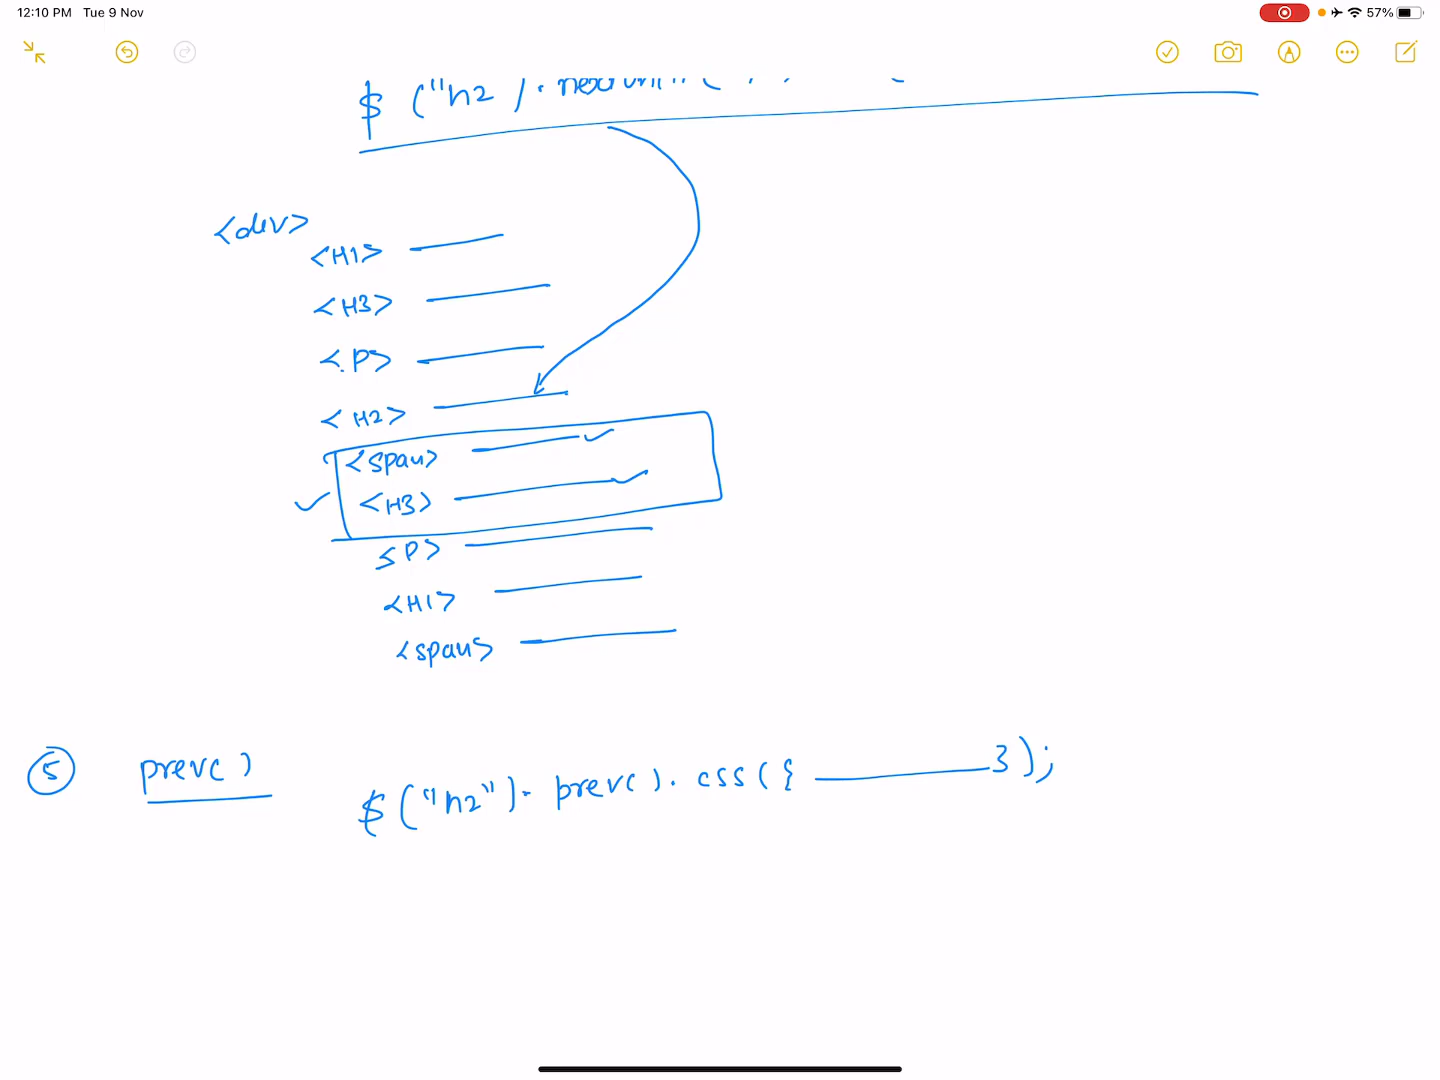 12:10 PM Tue 9 Nov 57%
$ ("h2
<div>
<H1>
<H3>
<P>
<H2>
<span>
<H3>
<P>
<H1>
<span>
5 prev()
$("h2").prev().css({ });